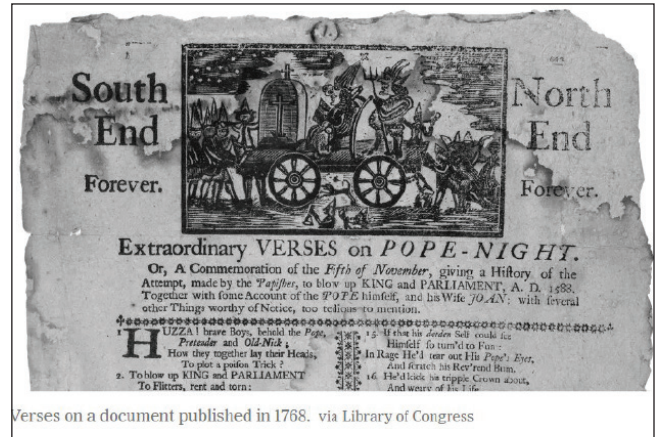 South
End
Forever.
North
End
Forever.
Extraordinary VERSES on POPE-NIGHT.
Or, A Commemoration of the Fifth of November, giving a History of the
Attempt, made by the Papishes, to blow up KING and PARLIAMENT, A. D. 1588.
Together with some Account of the POPE himself, and his Wife JOAN; with several
other Things worthy of Notice, too tedious to mention.
1 HUZZA! brave Boys, behold the Pope,
Pretender and Old-Nick;
How they together lay their Heads,
To plot a poison Trick?
2. To blow up KING and PARLIAMENT
To Flitters, rent and torn:
15. If that his Self could see
Himself so turn'd to Fun:
In Rage He'd tear out His Pope's Eyes,
And scratch his Rev'rend Bum.
16. He'd kick his tripple Crown about,
And weary of His Life,
Verses on a document published in 1768. via Library of Congress